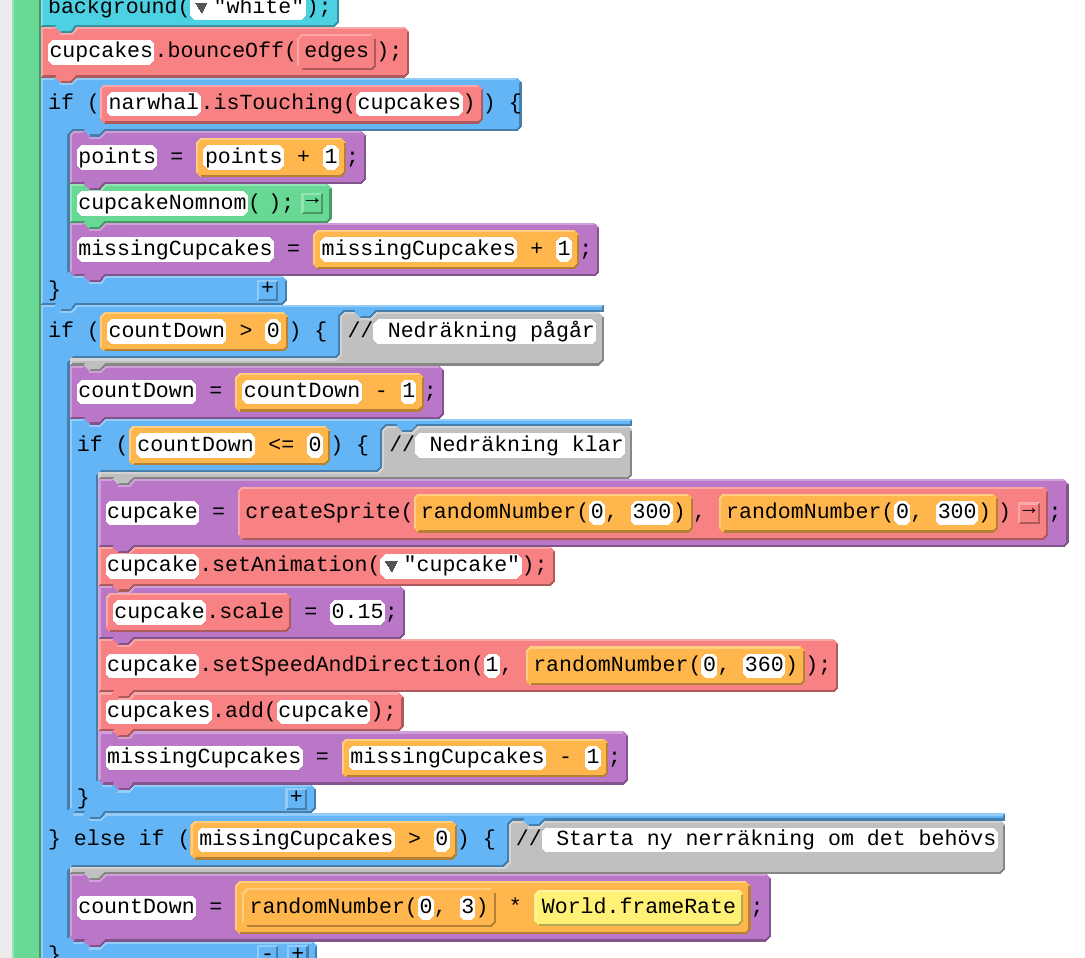 background(▼"white");
cupcakes.bounceOff(edges);
if (narwhal.isTouching(cupcakes)) {
points = points + 1;
cupcakeNomnom( ); →
missingCupcakes = missingCupcakes + 1;
} +
if (countDown > 0) { // Nedräkning pågår
countDown = countDown - 1;
if (countDown <= 0) { // Nedräkning klar
cupcake = createSprite(randomNumber(0, 300), randomNumber(0, 300)) →;
cupcake.setAnimation(▼"cupcake");
cupcake.scale = 0.15;
cupcake.setSpeedAndDirection(1, randomNumber(0, 360));
cupcakes.add(cupcake);
missingCupcakes = missingCupcakes - 1;
} +
} else if (missingCupcakes > 0) { // Starta ny nerräkning om det behövs
countDown = randomNumber(0, 3) * World.frameRate;
} - +